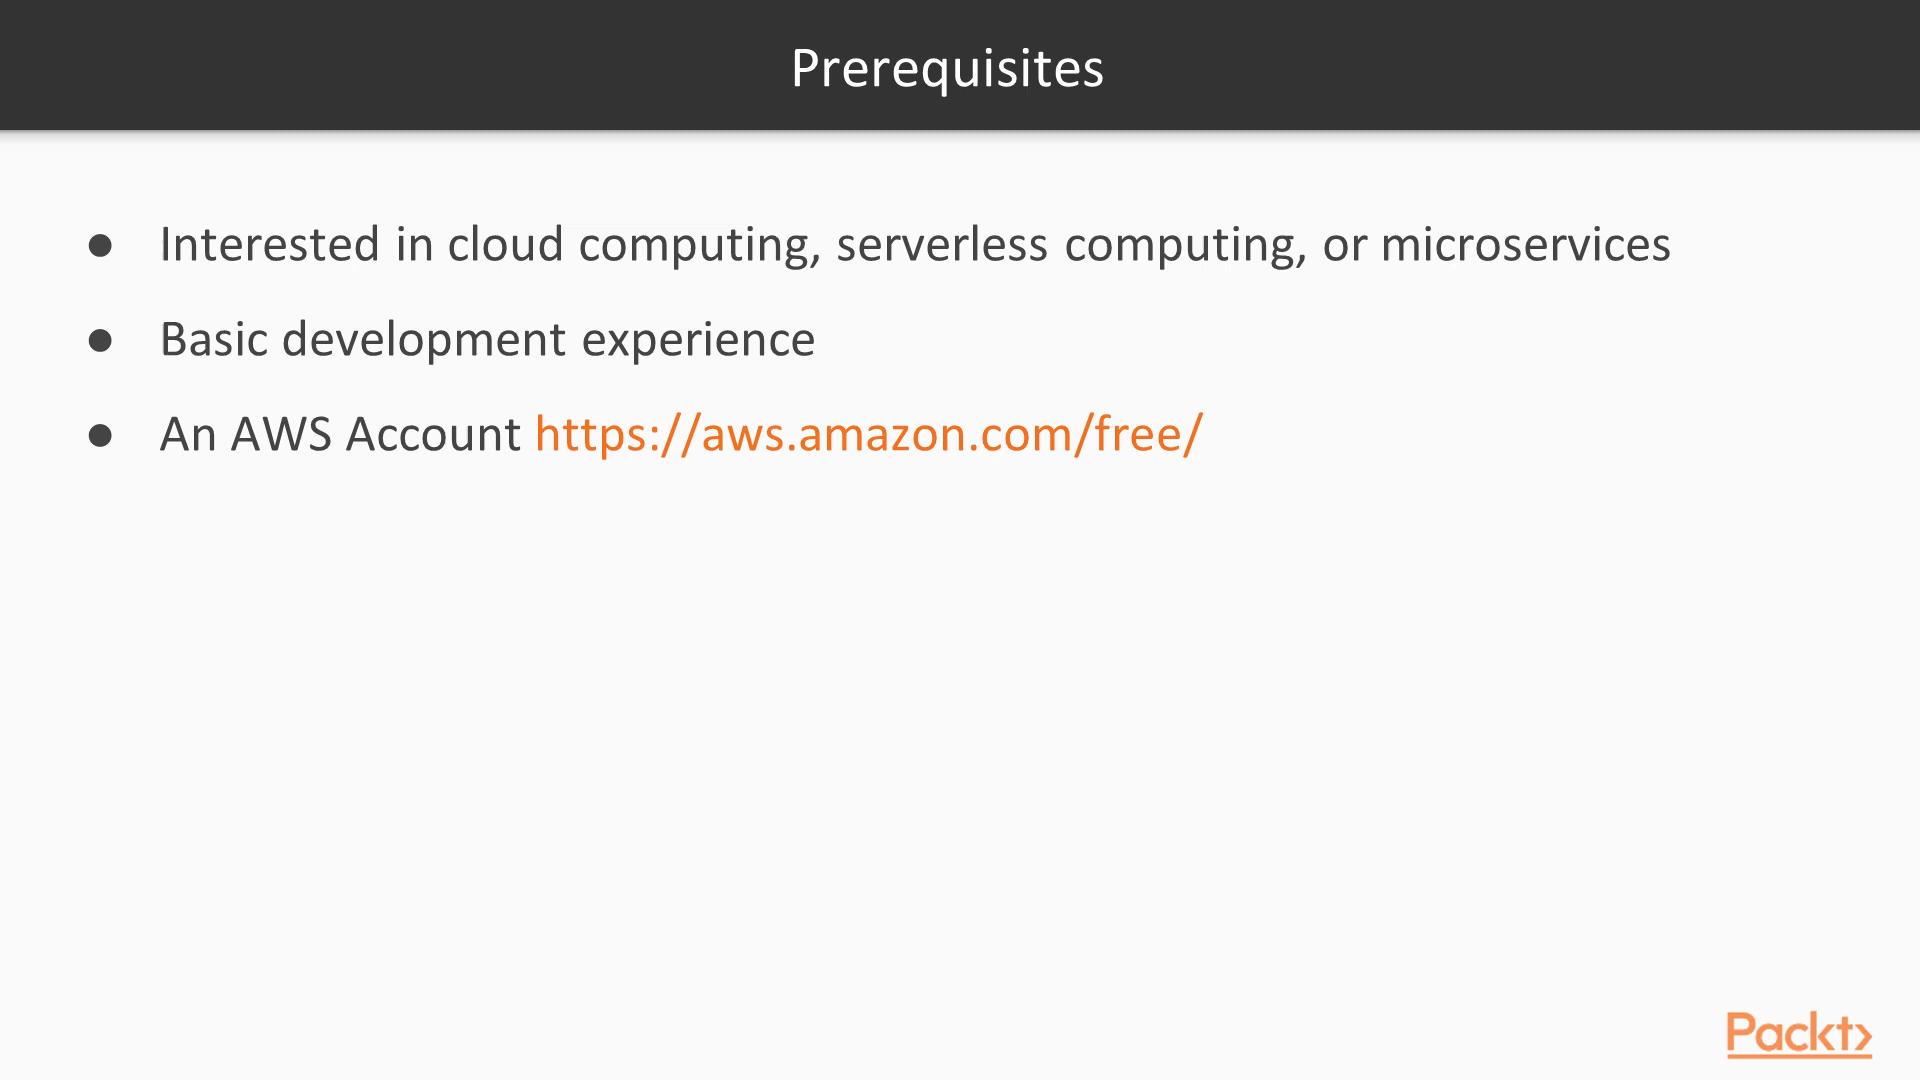 Prerequisites
● Interested in cloud computing, serverless computing, or microservices
● Basic development experience
● An AWS Account https://aws.amazon.com/free/
Packt>